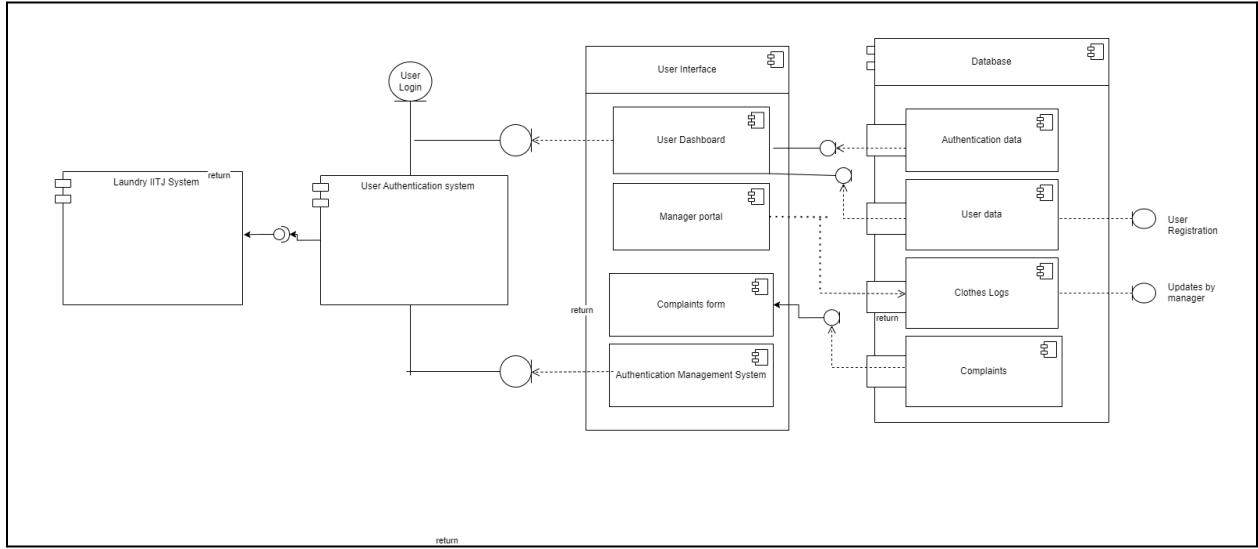 User
Login
Laundry IITJ System
return
User Authentication system
User Interface
User Dashboard
Manager portal
Complaints form
return
Authentication Management System
Database
Authentication data
User data
Clothes Logs
return
Complaints
User
Registration
Updates by
manager
return